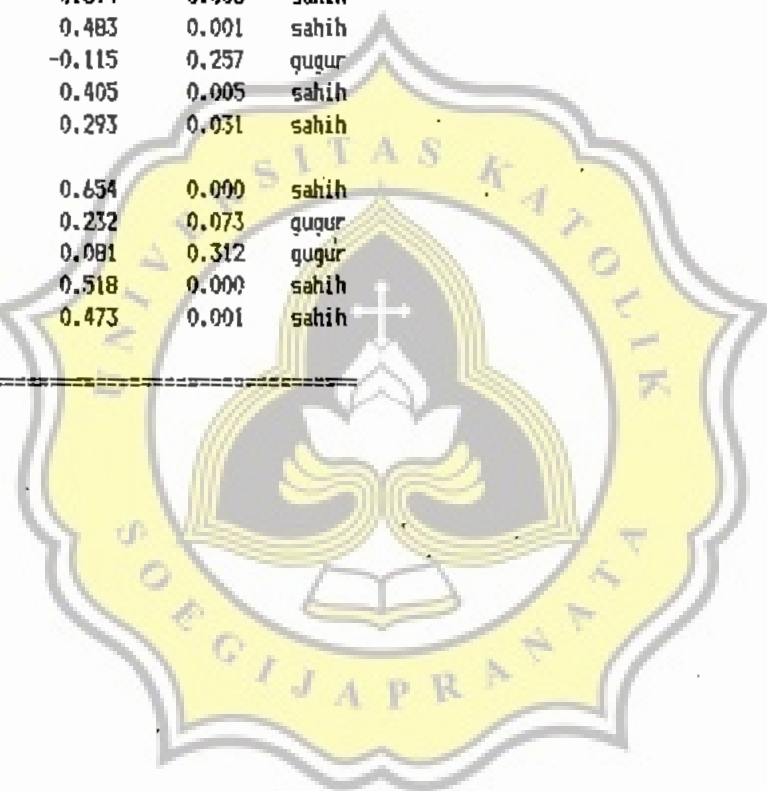 sahih
0.483 0.001 sahih
-0.115 0.257 gugur
0.405 0.005 sahih
0.293 0.031 sahih
0.654 0.000 sahih
0.232 0.073 gugur
0.081 0.312 gugur
0.518 0.000 sahih
0.473 0.001 sahih
UNIVERSITAS KATOLIK
SOEGIJAPRANATA